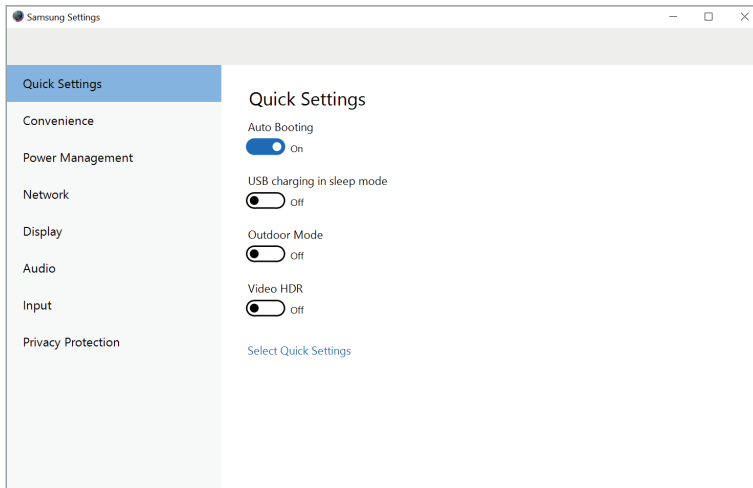 Samsung Settings
Quick Settings
Convenience
Power Management
Network
Display
Audio
Input
Privacy Protection
Quick Settings
Auto Booting
On
USB charging in sleep mode
Off
Outdoor Mode
Off
Video HDR
Off
Select Quick Settings